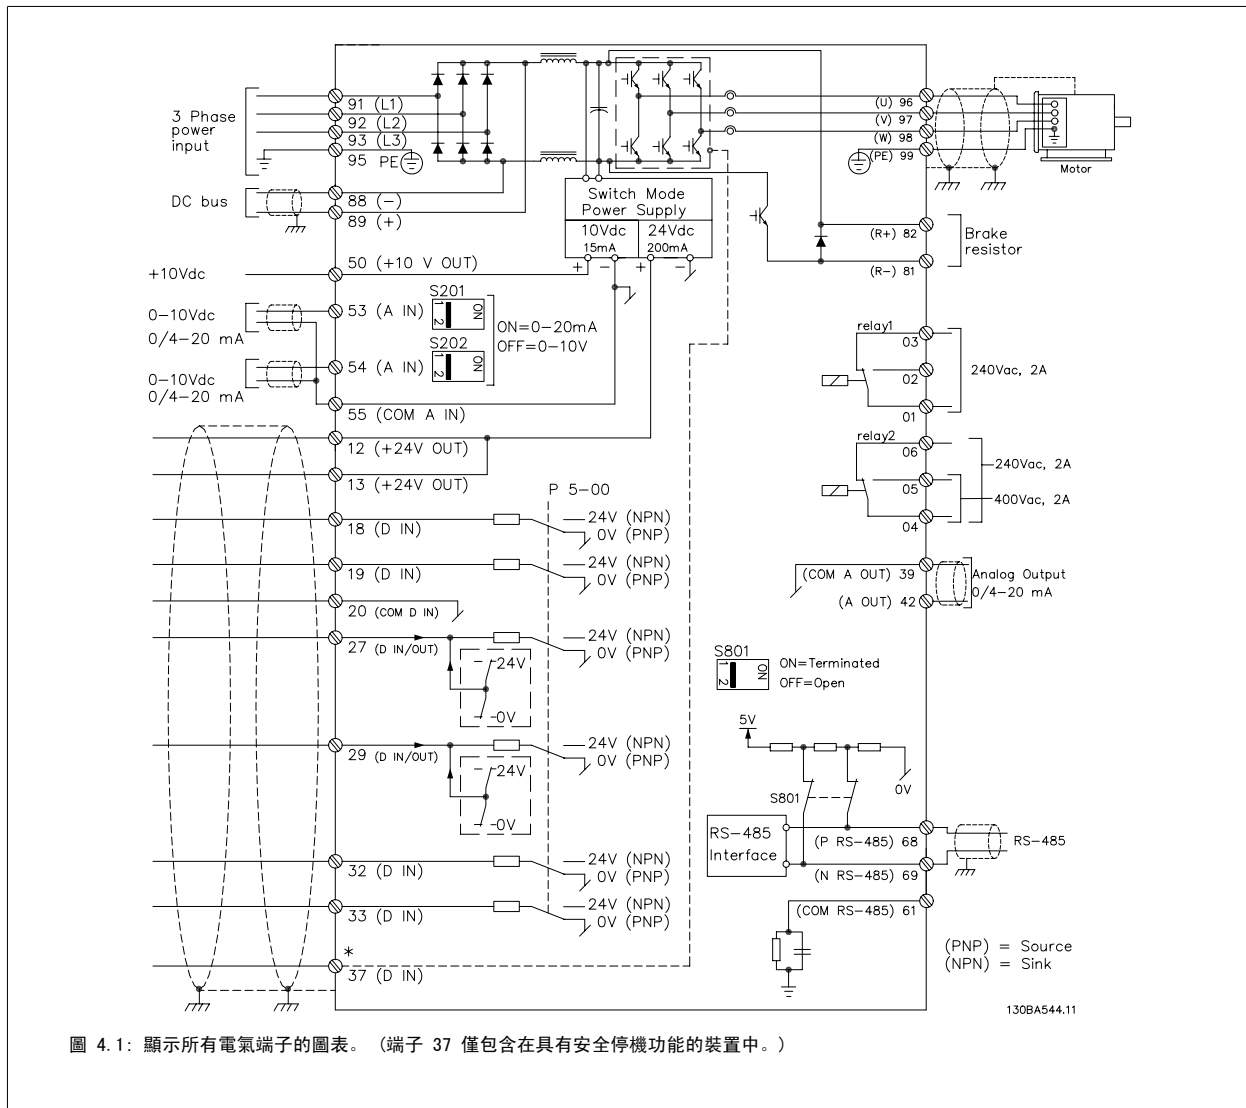 3 Phase
power
input
91 (L1)
92 (L2)
93 (L3)
95 PE
DC bus
88 (-)
89 (+)
+10Vdc
50 (+10 V OUT)
0-10Vdc
0/4-20 mA
53 (A IN)
S201
1 2
ON
ON=0-20mA
OFF=0-10V
S202
1 2
ON
0-10Vdc
0/4-20 mA
54 (A IN)
55 (COM A IN)
12 (+24V OUT)
13 (+24V OUT)
P 5-00
18 (D IN)
24V (NPN)
0V (PNP)
19 (D IN)
24V (NPN)
0V (PNP)
20 (COM D IN)
27 (D IN/OUT)
24V (NPN)
0V (PNP)
24V
0V
29 (D IN/OUT)
24V (NPN)
0V (PNP)
24V
0V
32 (D IN)
24V (NPN)
0V (PNP)
33 (D IN)
24V (NPN)
0V (PNP)
*
37 (D IN)
Switch Mode
Power Supply
10Vdc
15mA
24Vdc
200mA
+ - + -
(U) 96
(V) 97
(W) 98
(PE) 99
Motor
(R+) 82
(R-) 81
Brake
resistor
relay1
03
02
01
240Vac, 2A
relay2
06
05
04
240Vac, 2A
400Vac, 2A
(COM A OUT) 39
(A OUT) 42
Analog Output
0/4-20 mA
S801
1 2
ON
ON=Terminated
OFF=Open
5V
S801
0V
RS-485
Interface
(P RS-485) 68
(N RS-485) 69
RS-485
(COM RS-485) 61
(PNP) = Source
(NPN) = Sink
130BA544.11
圖 4.1: 顯示所有電氣端子的圖表。 (端子 37 僅包含在具有安全停機功能的裝置中。)